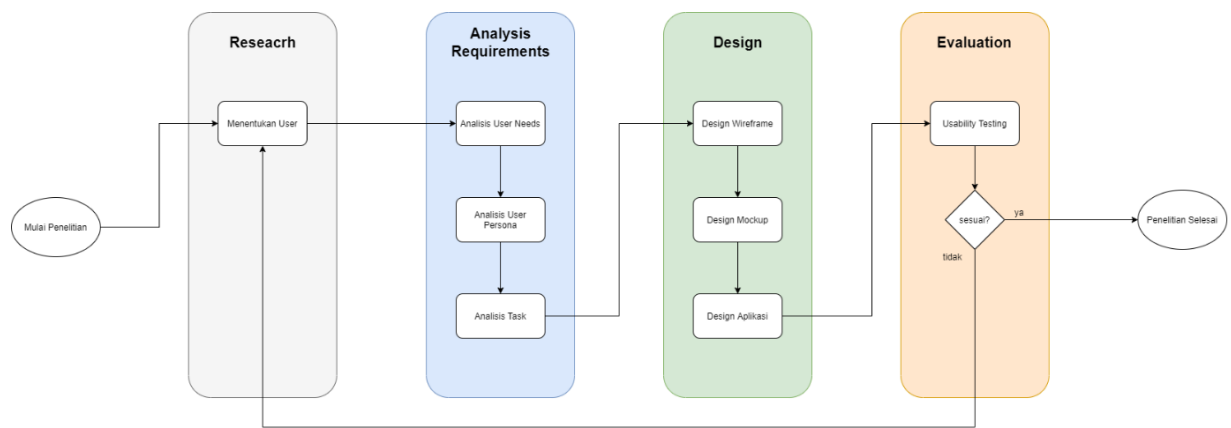 Reseacrh
Analysis
Requirements
Design
Evaluation
Menentukan User
Analisis User Needs
Design Wireframe
Usability Testing
Mulai Penelitian
Analisis User
Persona
Design Mockup
sesuai?
ya
Penelitian Selesai
tidak
Analisis Task
Design Aplikasi